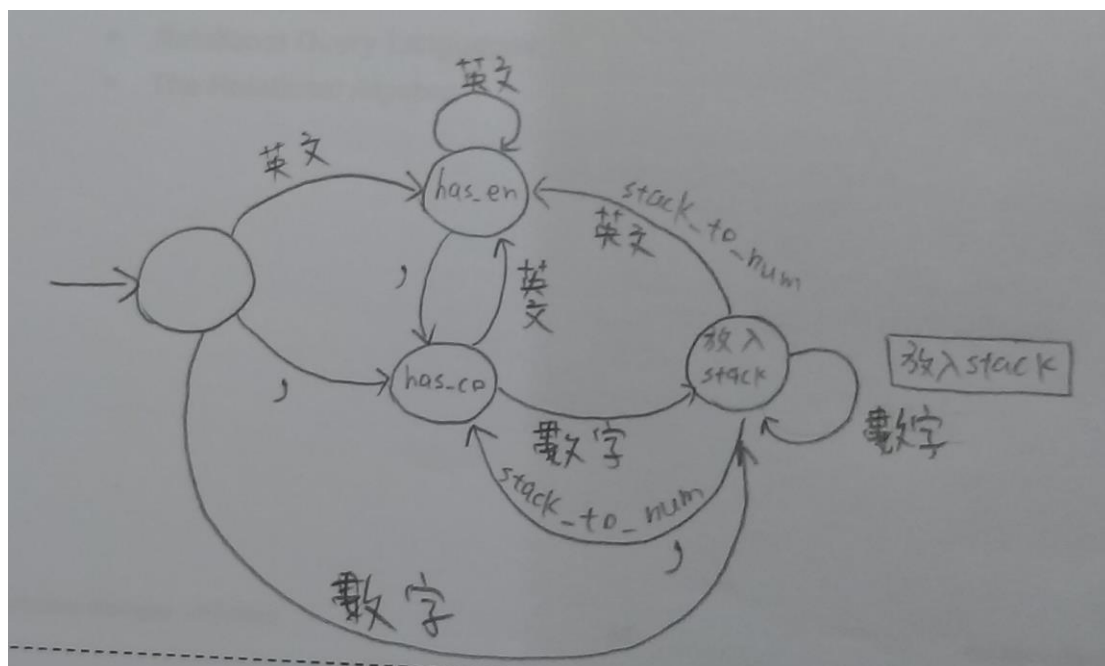 英文
英文
has_en
stack_to_num
英文
,
英文
放入
stack
放入stack
has_co
,
數字
數字
stack_to_num
,
數字